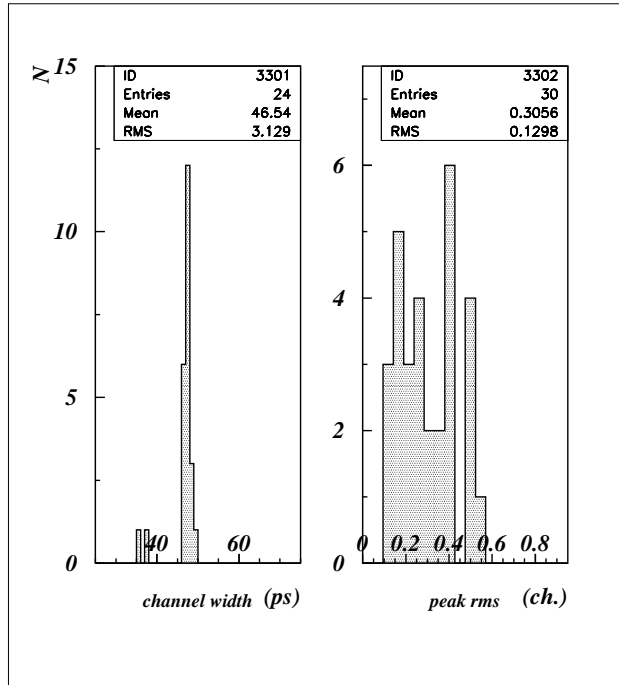 N
15
10
5
0
ID 3301
Entries 24
Mean 46.54
RMS 3.129
40 60
channel width (ps)
6
4
2
0
ID 3302
Entries 30
Mean 0.3056
RMS 0.1298
0 0.2 0.4 0.6 0.8
peak rms (ch.)